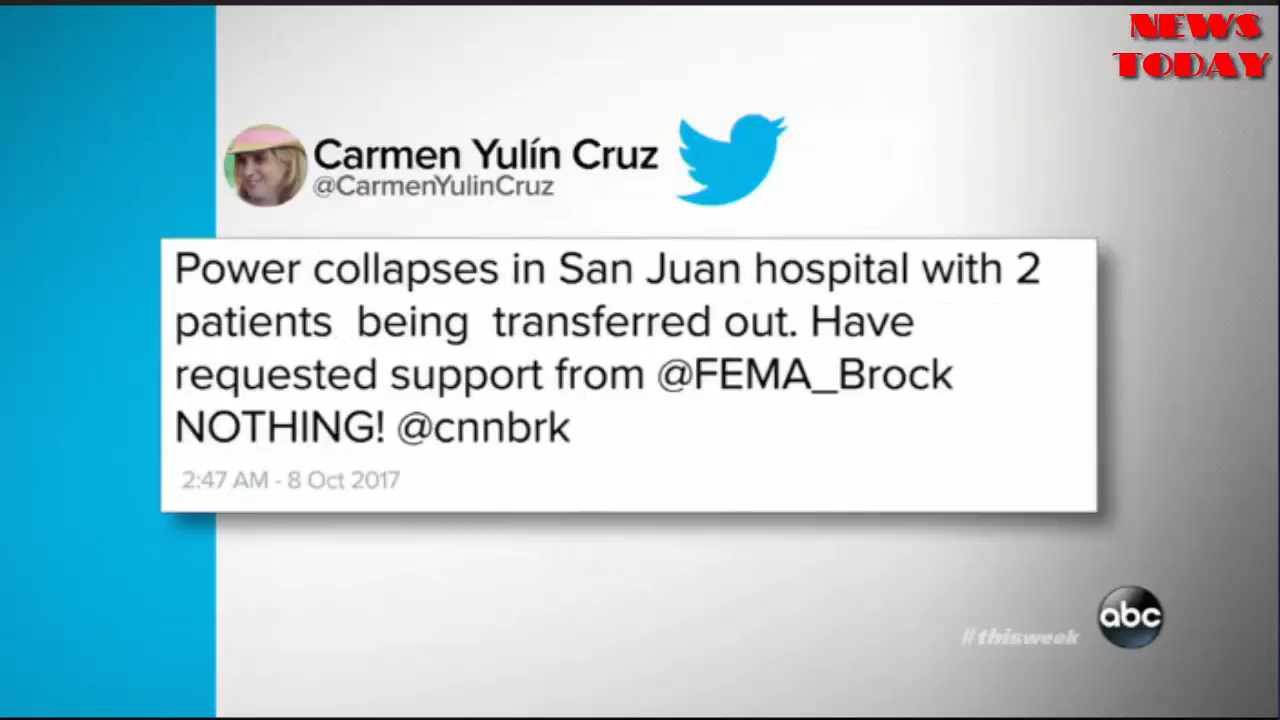 NEWS
TODAY
Carmen Yulín Cruz
@CarmenYulinCruz
Power collapses in San Juan hospital with 2
patients being transferred out. Have
requested support from @FEMA_Brock
NOTHING! @cnnbrk
2:47 AM - 8 Oct 2017
#thisweek
abc